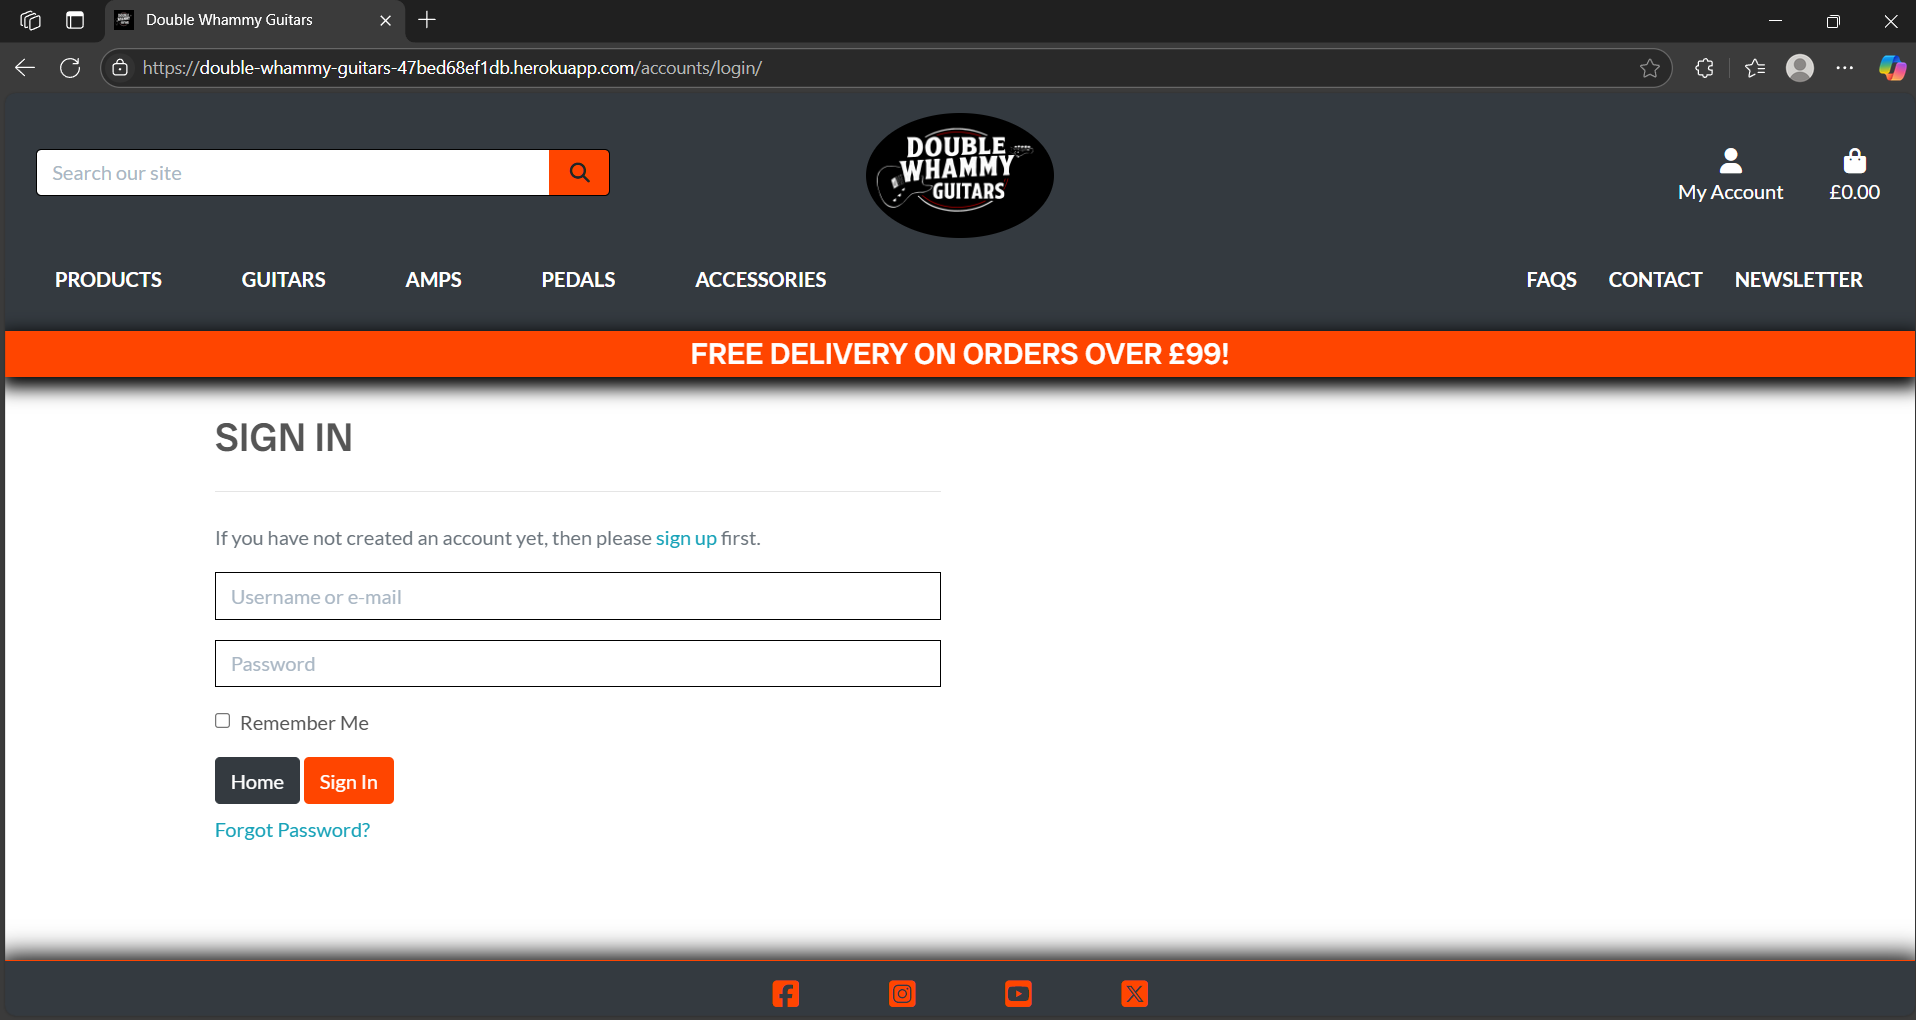 Double Whammy Guitars
https://double-whammy-guitars-47bed68ef1db.herokuapp.com/accounts/login/
Search our site
DOUBLE
WHAMMY
GUITARS
My Account
£0.00
PRODUCTS GUITARS AMPS PEDALS ACCESSORIES FAQS CONTACT NEWSLETTER
FREE DELIVERY ON ORDERS OVER £99!
SIGN IN
If you have not created an account yet, then please sign up first.
Username or e-mail
Password
Remember Me
Home Sign In
Forgot Password?